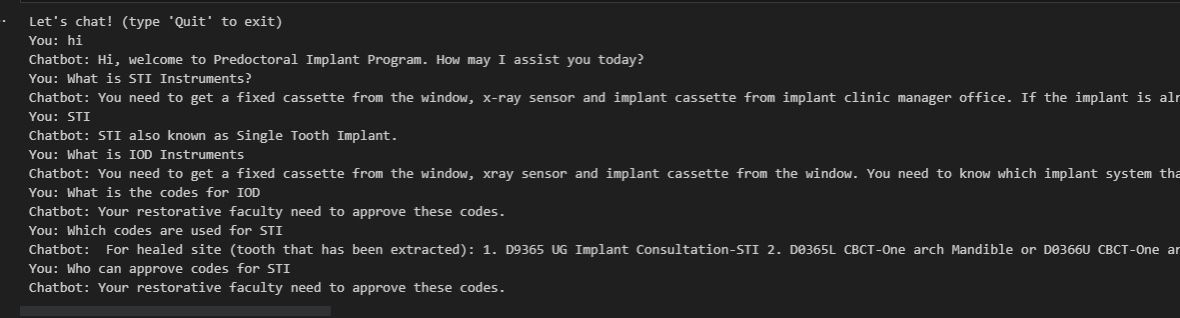 Let's chat! (type 'Quit' to exit)
You: hi
Chatbot: Hi, welcome to Predoctoral Implant Program. How may I assist you today?
You: What is STI Instruments?
Chatbot: You need to get a fixed cassette from the window, x-ray sensor and implant cassette from implant clinic manager office. If the implant is alr
You: STI
Chatbot: STI also known as Single Tooth Implant.
You: What is IOD Instruments
Chatbot: You need to get a fixed cassette from the window, xray sensor and implant cassette from the window. You need to know which implant system tha
You: What is the codes for IOD
Chatbot: Your restorative faculty need to approve these codes.
You: Which codes are used for STI
Chatbot:  For healed site (tooth that has been extracted): 1. D9365 UG Implant Consultation-STI 2. D0365L CBCT-One arch Mandible or D0366U CBCT-One ar
You: Who can approve codes for STI
Chatbot: Your restorative faculty need to approve these codes.